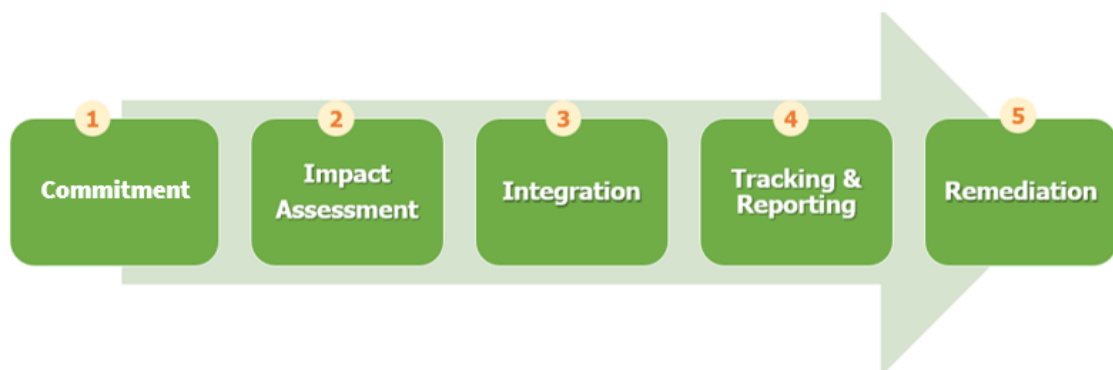 1
Commitment
2
Impact
Assessment
3
Integration
4
Tracking &
Reporting
5
Remediation